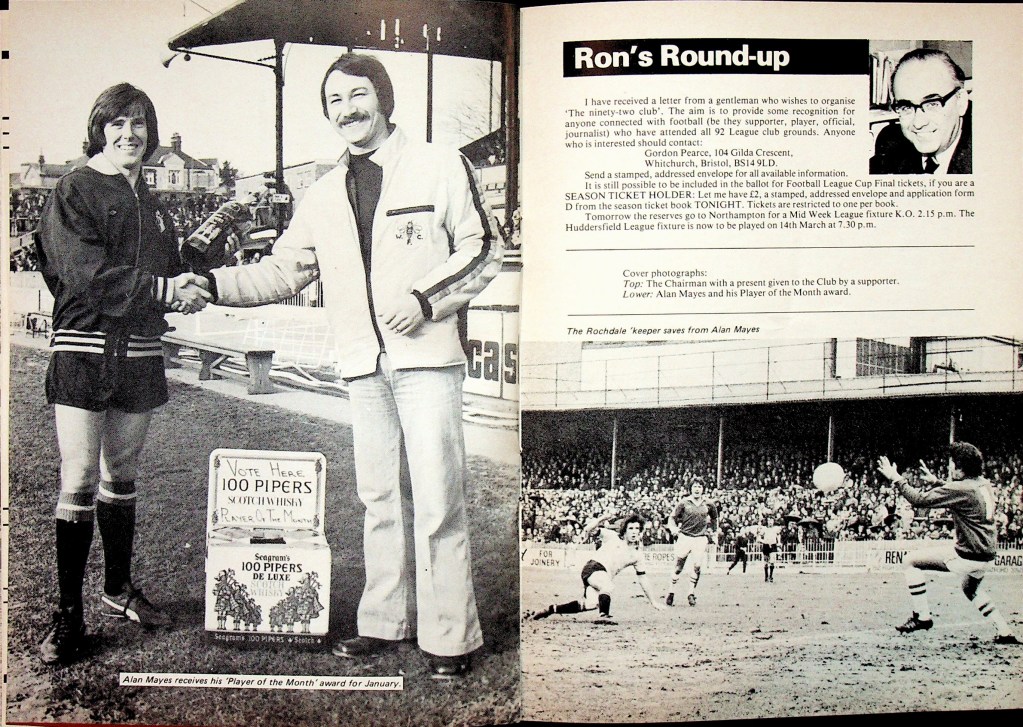 W. C.
cas
VOTE HERE
100 PIPERS
SCOTCH WHISKY
PLAYER OF THE MONTH
Seagram's
100 PIPERS
DE LUXE
SCOTCH
WHISKY
Seagram's 100 PIPERS Scotch
Alan Mayes receives his 'Player of the Month' award for January.
Ron's Round-up
I have received a letter from a gentleman who wishes to organise
'The ninety-two club'. The aim is to provide some recognition for
anyone connected with football (be they supporter, player, official,
journalist) who have attended all 92 League club grounds. Anyone
who is interested should contact:
Gordon Pearce, 104 Gilda Crescent,
Whitchurch, Bristol, BS14 9LD.
Send a stamped, addressed envelope for all available information.
It is still possible to be included in the ballot for Football League Cup Final tickets, if you are a
SEASON TICKET HOLDER: Let me have £2, a stamped, addressed envelope and application form
D from the season ticket book TONIGHT. Tickets are restricted to one per book.
Tomorrow the reserves go to Northampton for a Mid Week League fixture K.O. 2.15 p.m. The
Huddersfield League fixture is now to be played on 14th March at 7.30 p.m.
Cover photographs:
Top: The Chairman with a present given to the Club by a supporter.
Lower: Alan Mayes and his Player of the Month award.
The Rochdale 'keeper saves from Alan Mayes
FOR
JOINERY
ROPES
REN'
GARAG